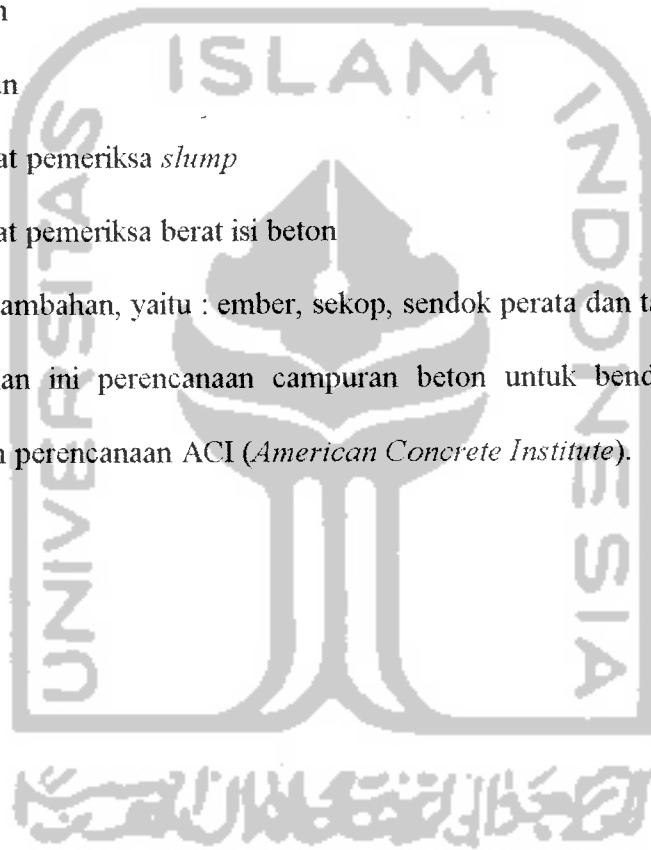 n
an
at pemeriksa slump
at pemeriksa berat isi beton
ambahan, yaitu : ember, sekop, sendok perata dan ta
an ini perencanaan campuran beton untuk bend
n perencanaan ACI (American Concrete Institute).
UNIVERSITAS
ISLAM
INDONESIA